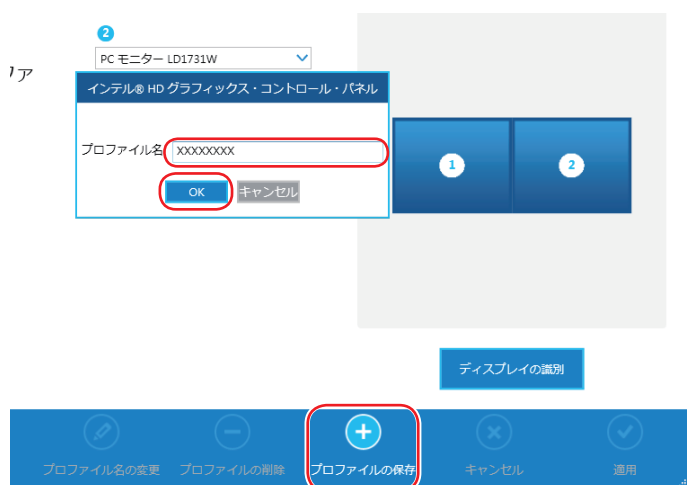 2
PC モニター LD1731W
ィア
インテル® HD グラフィックス・コントロール・パネル
プロファイル名 XXXXXXXX
OK キャンセル
1 2
ディスプレイの識別
プロファイル名の変更 プロファイルの削除 プロファイルの保存 キャンセル 適用